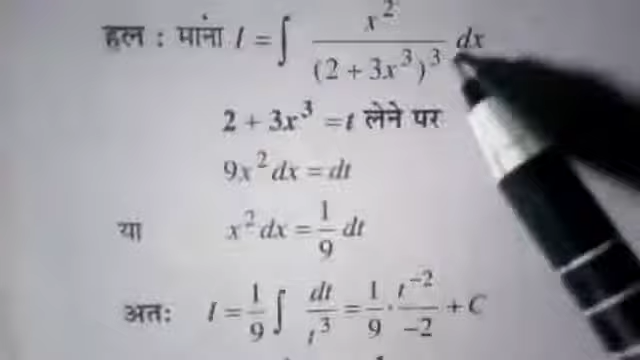 हल : मांना I = ∫ x²/(2 + 3x³)³ dx
2 + 3x³ = t लेने पर
9x² dx = dt
या x² dx = 1/9 dt
अतः I = 1/9 ∫ dt/t³ = 1/9 · t⁻²/-2 + C